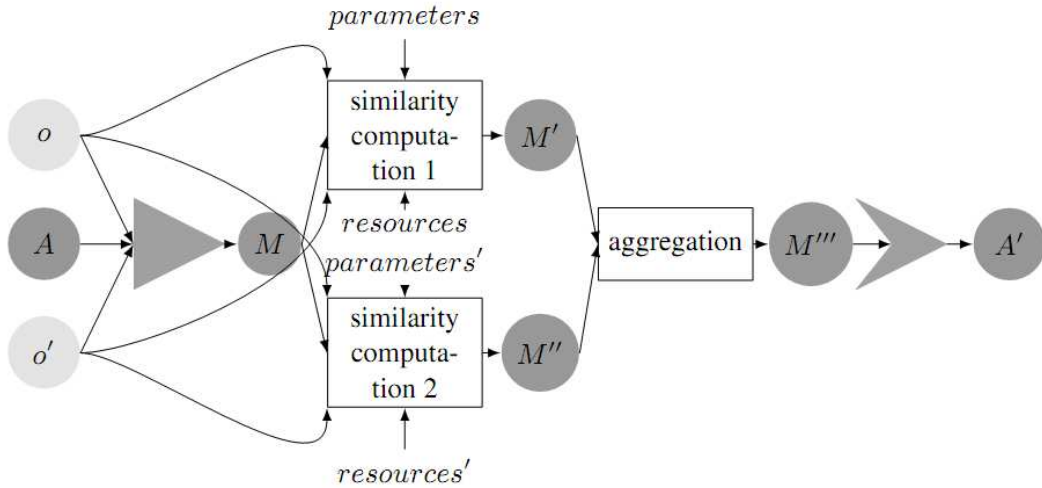 parameters
similarity
computa-
tion 1
resources
o
A
o′
M
parameters′
similarity
computa-
tion 2
resources′
M′
M′′
aggregation
M′′′
A′